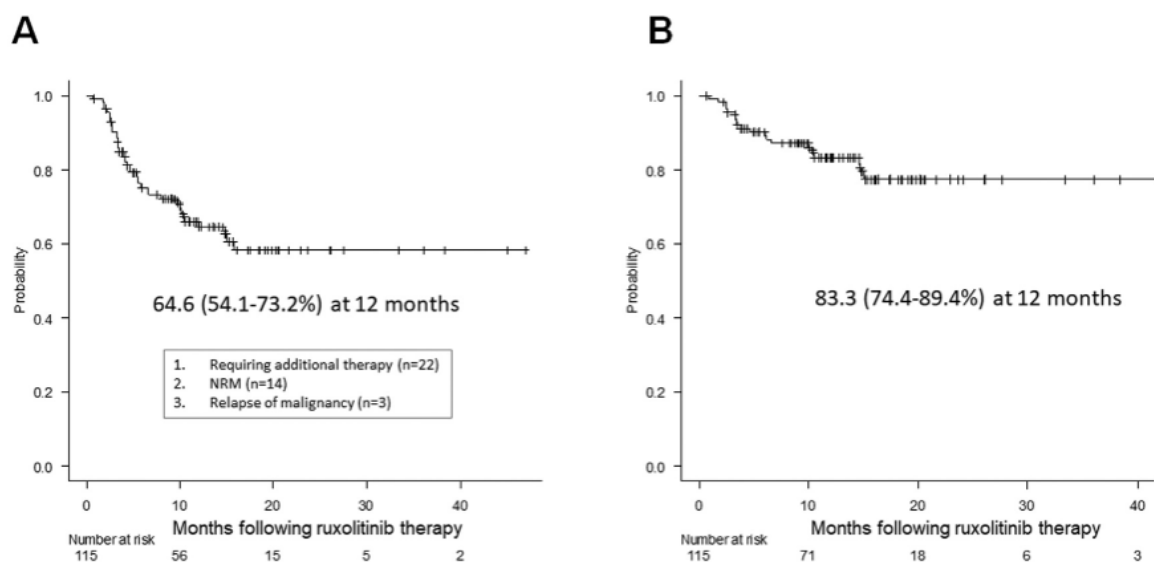 A
Probability
1.0
0.8
0.6
0.4
0.2
0.0
64.6 (54.1-73.2%) at 12 months
1. Requiring additional therapy (n=22)
2. NRM (n=14)
3. Relapse of malignancy (n=3)
0 10 20 30 40
Months following ruxolitinib therapy
Number at risk
115 56 15 5 2
B
Probability
1.0
0.8
0.6
0.4
0.2
0.0
83.3 (74.4-89.4%) at 12 months
0 10 20 30 40
Months following ruxolitinib therapy
Number at risk
115 71 18 6 3